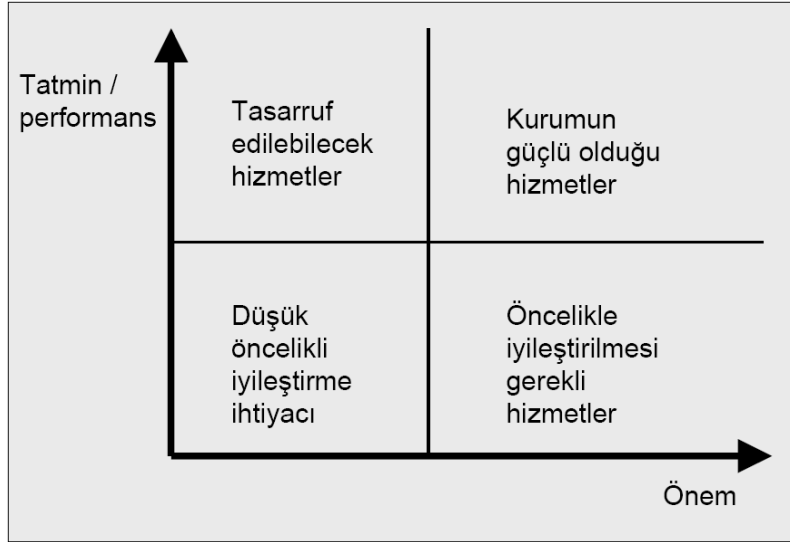 Tatmin /
performans
Tasarruf
edilebilecek
hizmetler
Kurumun
güçlü olduğu
hizmetler
Düşük
öncelikli
iyileştirme
ihtiyacı
Öncelikle
iyileştirilmesi
gerekli
hizmetler
Önem